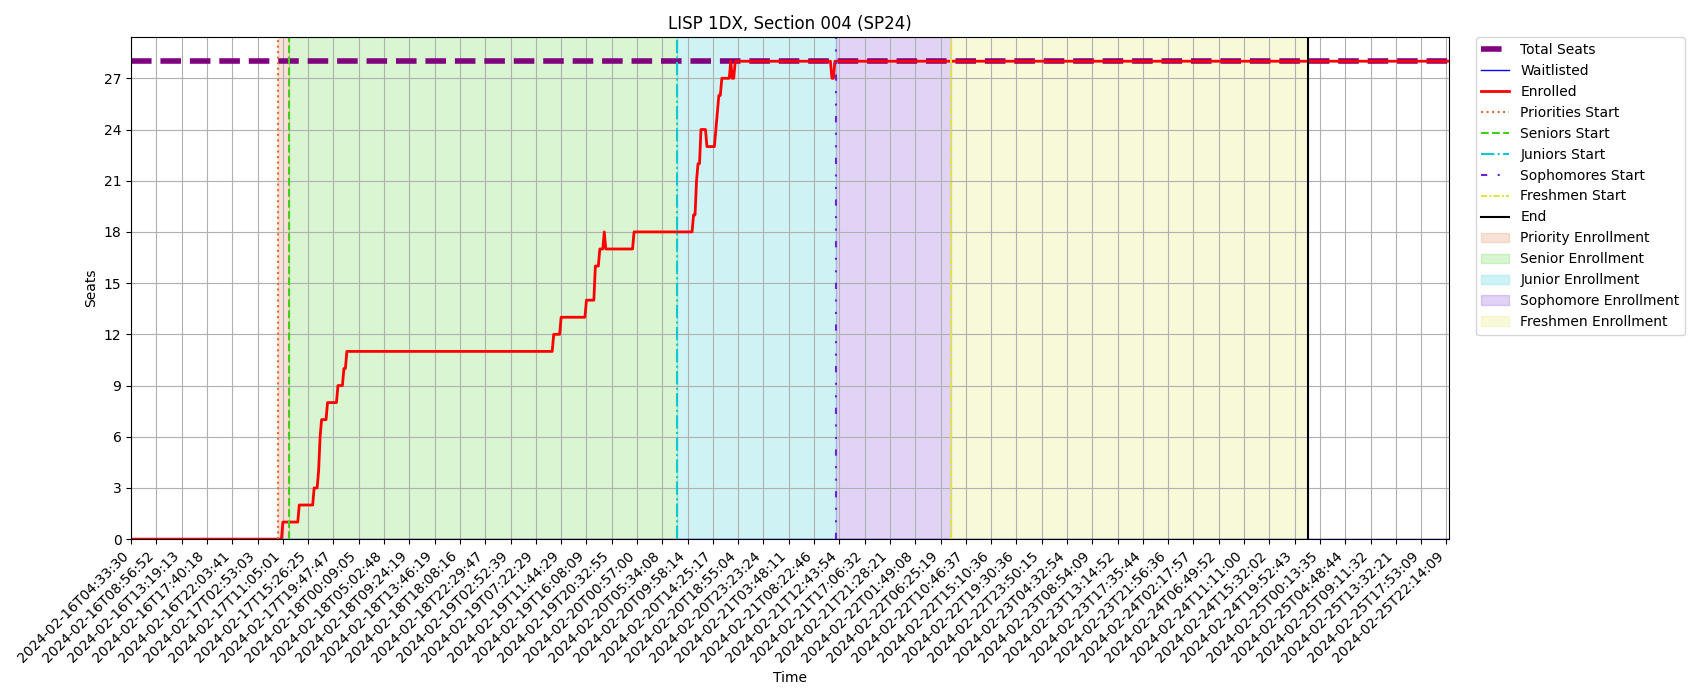 LISP 1DX, Section 004 (SP24)
Total Seats
Waitlisted
Enrolled
Priorities Start
Seniors Start
Juniors Start
Sophomores Start
Freshmen Start
End
Priority Enrollment
Senior Enrollment
Junior Enrollment
Sophomore Enrollment
Freshmen Enrollment
Seats
27
24
21
18
15
12
9
6
3
0
2024-02-16T04:33:30
2024-02-16T08:56:52
2024-02-16T13:19:13
2024-02-16T17:40:18
2024-02-16T22:03:41
2024-02-17T02:53:03
2024-02-17T11:05:01
2024-02-17T15:26:25
2024-02-17T19:47:47
2024-02-18T00:09:05
2024-02-18T05:02:48
2024-02-18T09:24:19
2024-02-18T13:46:19
2024-02-18T18:08:16
2024-02-18T22:29:47
2024-02-19T02:52:39
2024-02-19T07:22:29
2024-02-19T11:44:29
2024-02-19T16:08:09
2024-02-19T20:32:55
2024-02-20T00:57:00
2024-02-20T05:34:08
2024-02-20T09:58:14
2024-02-20T14:25:17
2024-02-20T18:55:04
2024-02-20T23:23:24
2024-02-21T03:48:11
2024-02-21T08:22:46
2024-02-21T12:43:54
2024-02-21T17:06:32
2024-02-21T21:28:21
2024-02-22T01:49:08
2024-02-22T06:25:19
2024-02-22T10:46:37
2024-02-22T15:10:36
2024-02-22T19:30:36
2024-02-22T23:50:15
2024-02-23T04:32:54
2024-02-23T08:54:09
2024-02-23T13:14:52
2024-02-23T17:35:44
2024-02-23T21:56:36
2024-02-24T02:17:57
2024-02-24T06:49:52
2024-02-24T11:11:00
2024-02-24T15:32:02
2024-02-24T19:52:43
2024-02-25T00:13:35
2024-02-25T04:48:44
2024-02-25T09:11:32
2024-02-25T13:32:21
2024-02-25T17:53:09
2024-02-25T22:14:09
Time